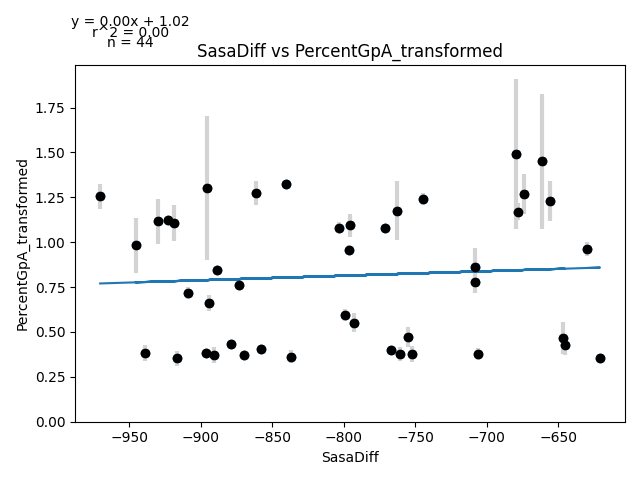 y = 0.00x + 1.02
r^2 = 0.00
n = 44
SasaDiff vs PercentGpA_transformed
PercentGpA_transformed
1.75
1.50
1.25
1.00
0.75
0.50
0.25
0.00
−950
−900
−850
−800
−750
−700
−650
SasaDiff